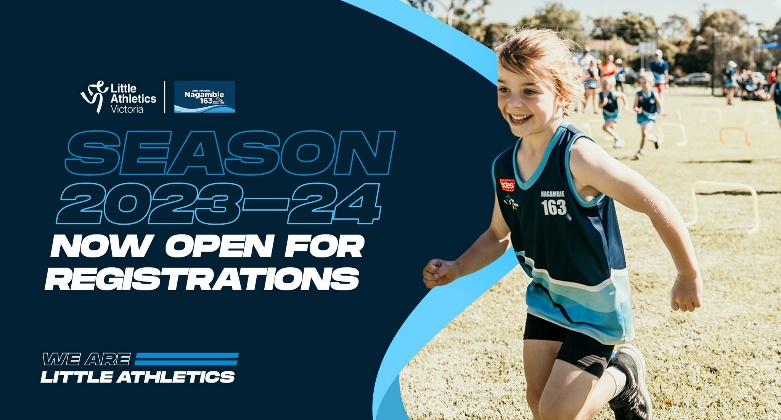 Little
Athletics
Victoria
Nagambie
163
SEASON
2023—24
NOW OPEN FOR
REGISTRATIONS
WE ARE
LITTLE ATHLETICS
NAGAMBIE
163